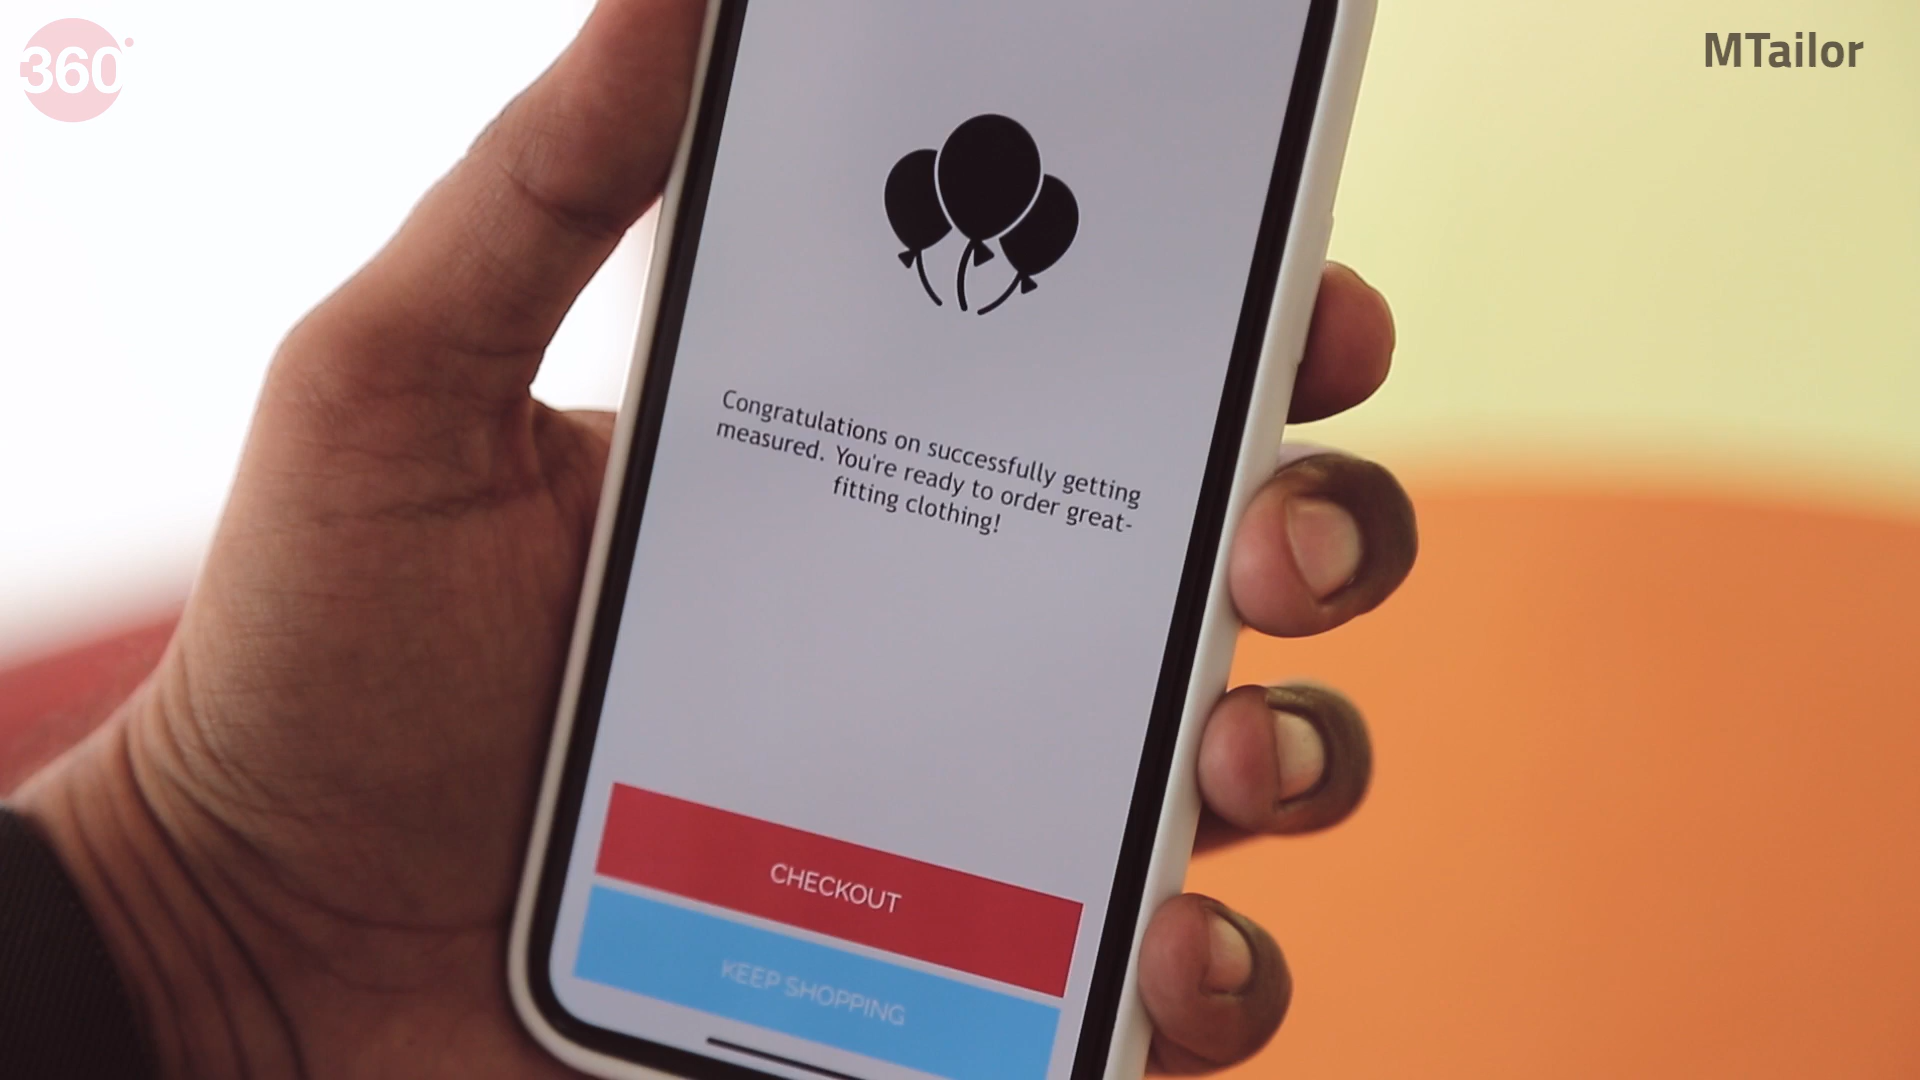 360°
MTailor
Congratulations on successfully getting
measured. You're ready to order great-
fitting clothing!
CHECKOUT
KEEP SHOPPING